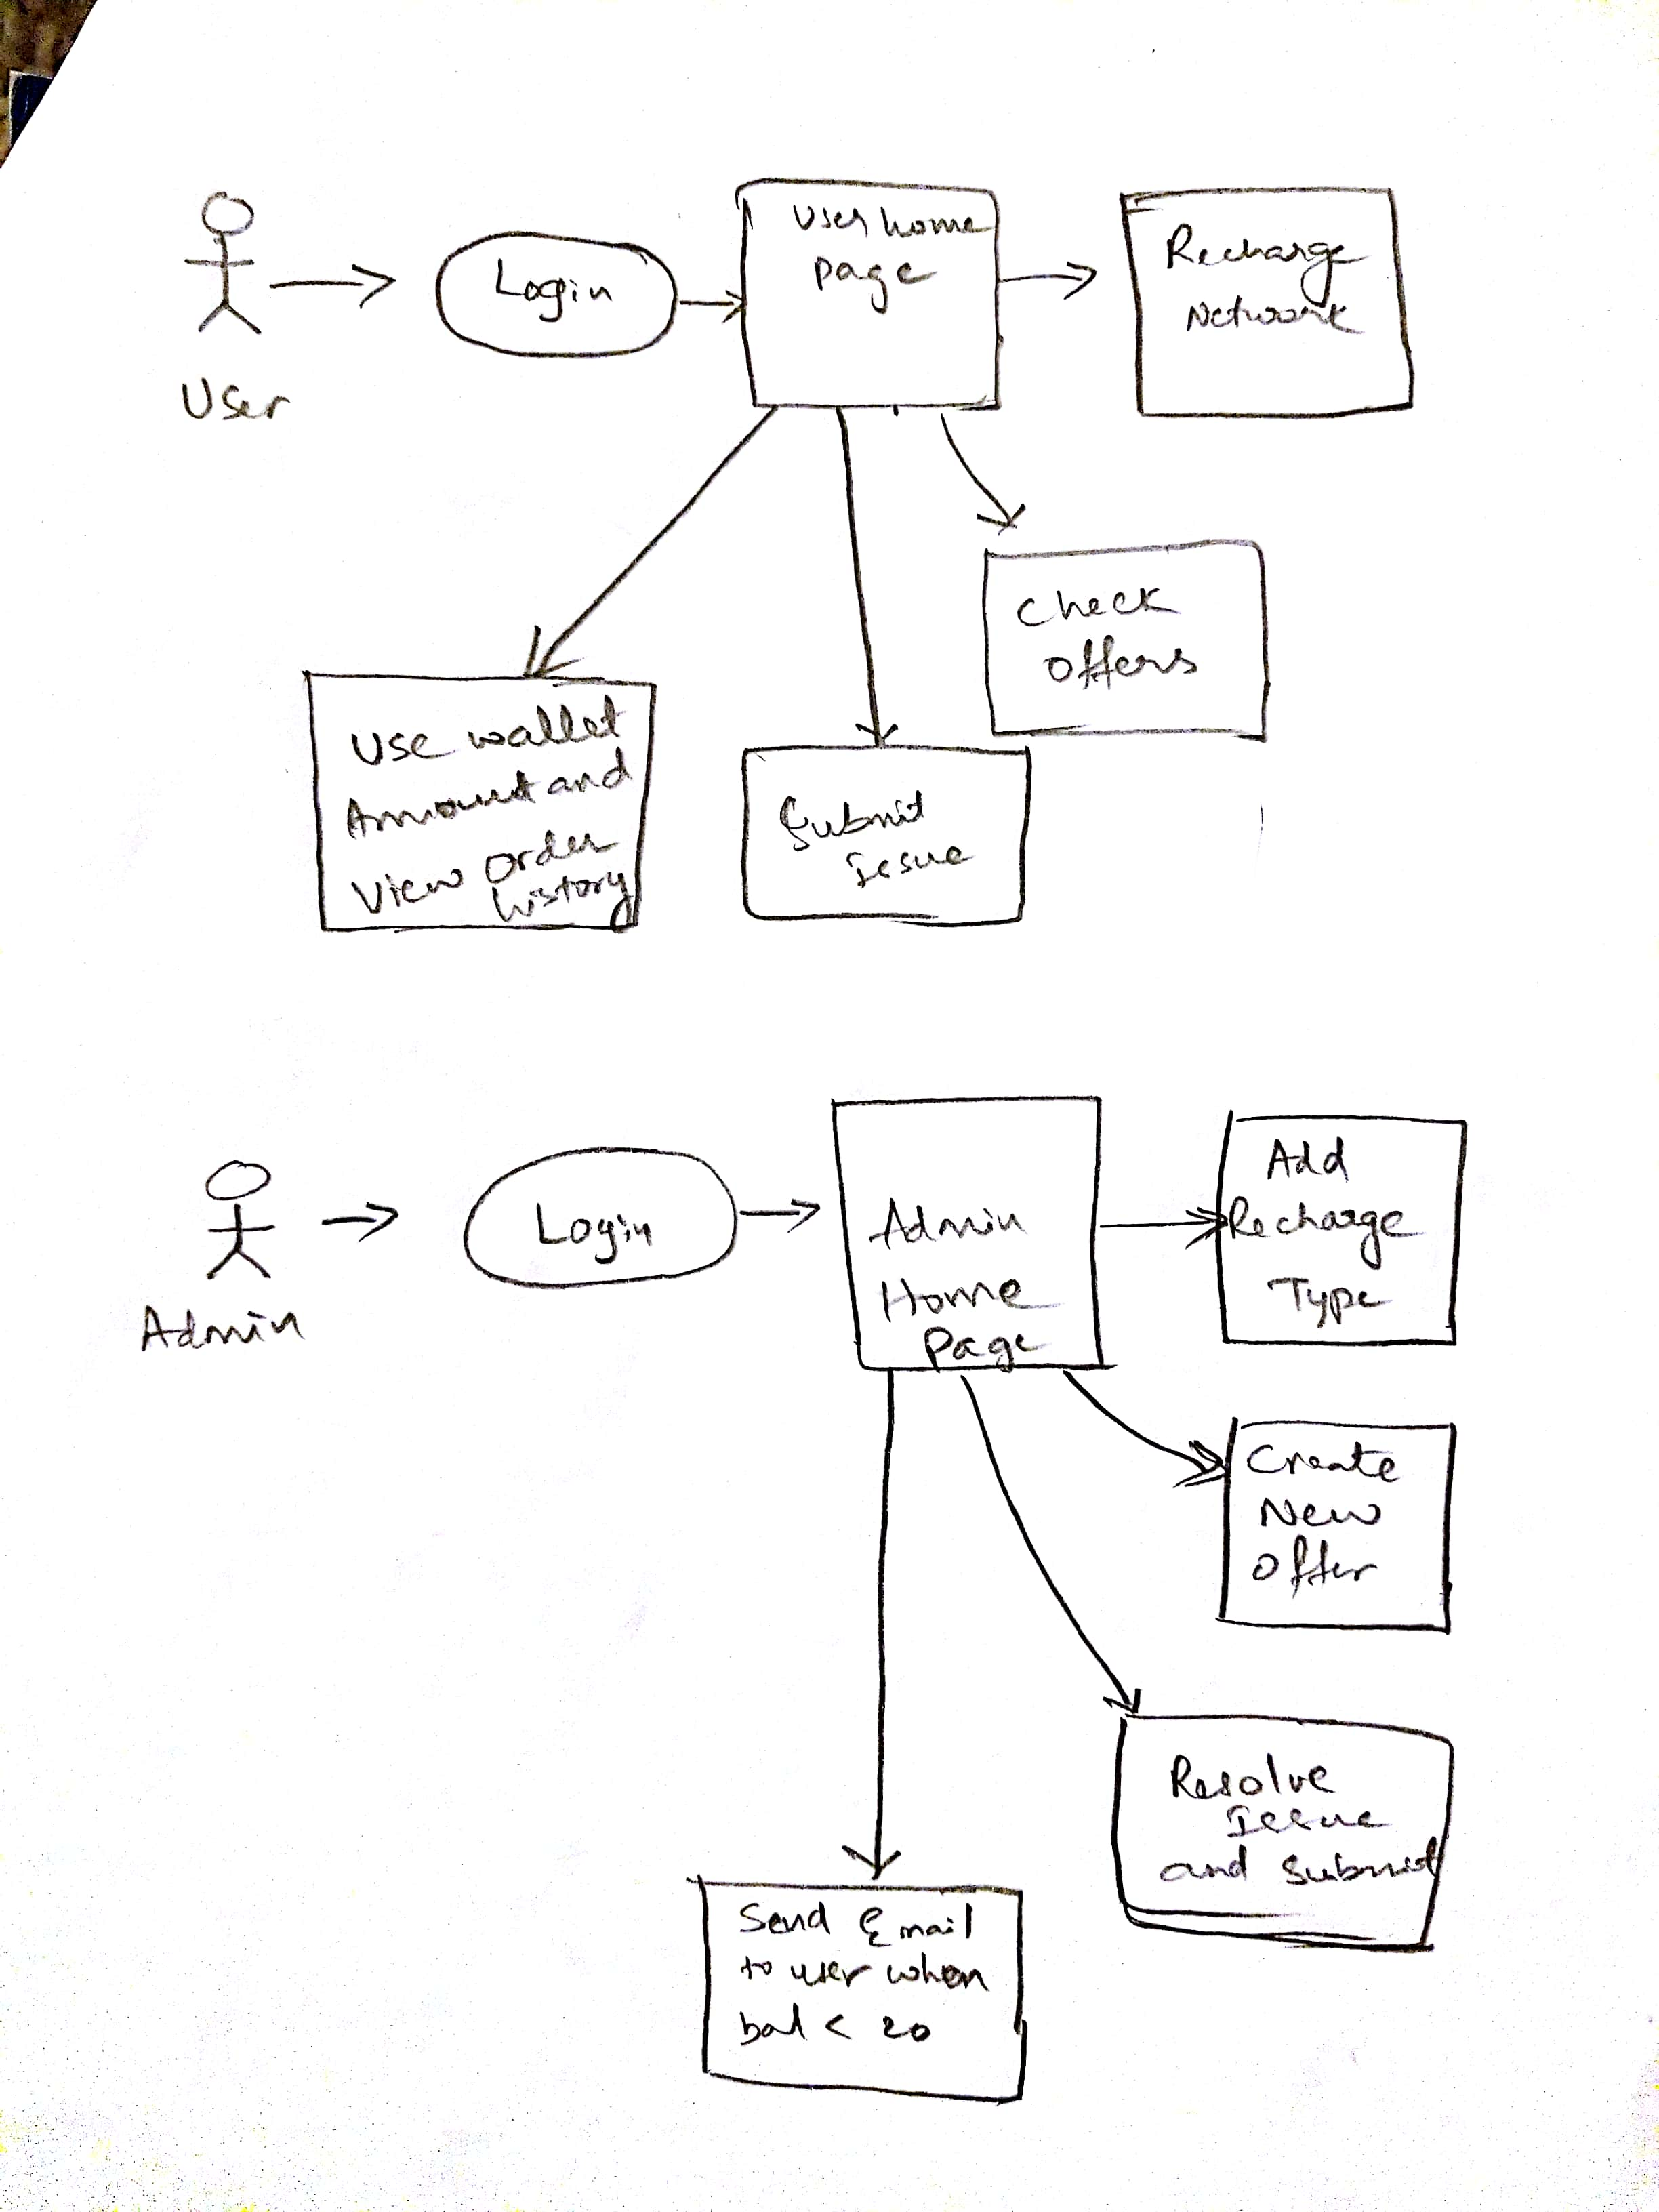 User
Login
User home
page
Recharge
Network
Check
offers
Use wallet
Amount and
View Order
history
Submit
Issue
Admin
Login
Admin
Home
Page
Add
Recharge
Type
Create
New
Offer
Resolve
Issue
and Submit
Send Email
to user when
bal < 20